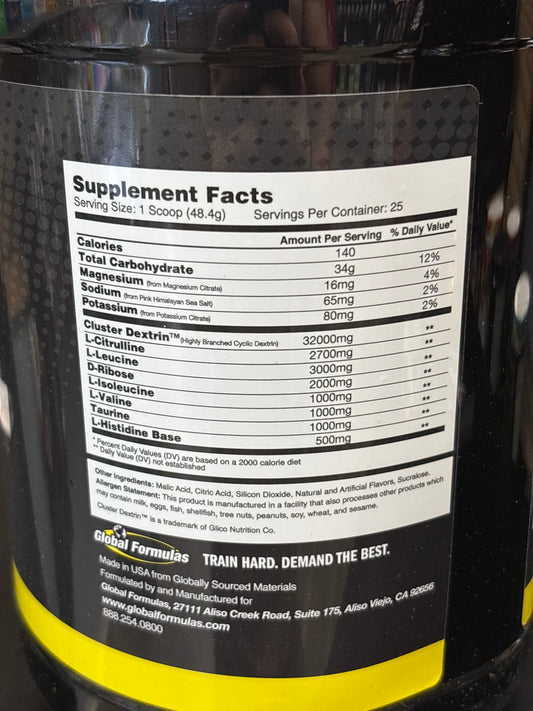 Supplement Facts
Serving Size: 1 Scoop (48.4g) Servings Per Container: 25
Amount Per Serving % Daily Value*
Calories 140
Total Carbohydrate 34g 12%
Magnesium (from Magnesium Citrate) 16mg 4%
Sodium (from Pink Himalayan Sea Salt) 65mg 2%
Potassium (from Potassium Citrate) 80mg 2%
Cluster Dextrin™ (Highly Branched Cyclic Dextrin) 32000mg **
L-Citrulline 2700mg **
L-Leucine 3000mg **
D-Ribose 2000mg **
L-Isoleucine 1000mg **
L-Valine 1000mg **
Taurine 1000mg **
L-Histidine Base 500mg **
* Percent Daily Values (DV) are based on a 2000 calorie diet
** Daily Value (DV) not established
Other Ingredients: Malic Acid, Citric Acid, Silicon Dioxide, Natural and Artificial Flavors, Sucralose.
Allergen Statement: This product is manufactured in a facility that also processes other products which
may contain milk, eggs, fish, shellfish, tree nuts, peanuts, soy, wheat, and sesame.
Cluster Dextrin™ is a trademark of Glico Nutrition Co.
Global Formulas TRAIN HARD. DEMAND THE BEST.
Made in USA from Globally Sourced Materials
Formulated by and Manufactured for
Global Formulas, 27111 Aliso Creek Road, Suite 175, Aliso Viejo, CA 92656
www.globalformulas.com
888.254.0800